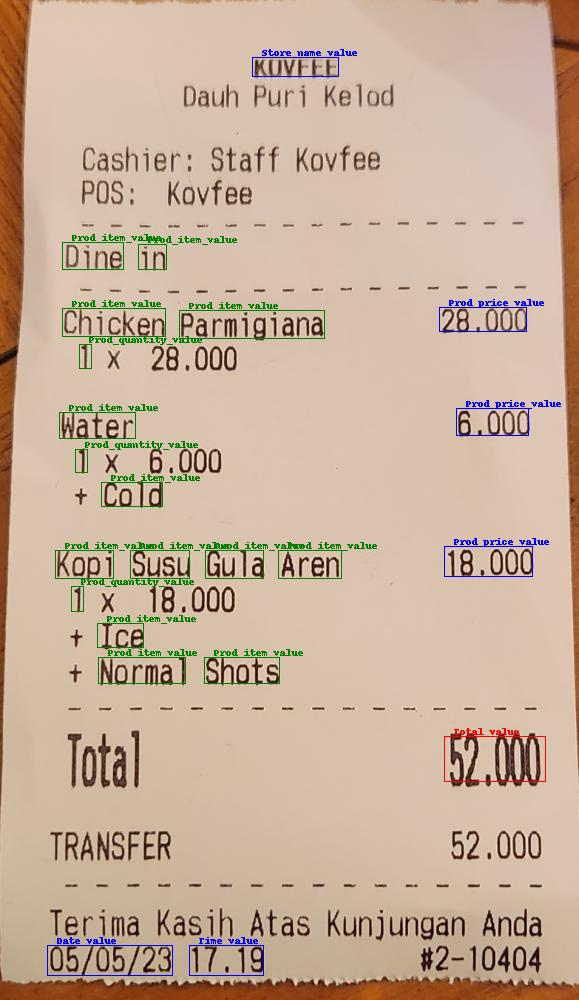 Store name value
KOVFEE
Dauh Puri Kelod
Cashier: Staff Kovfee
POS: Kovfee
Prod item value Prod item value
Dine in
Prod item value Prod item value Prod price value
Chicken Parmigiana 28.000
Prod quantity value
1 x 28.000
Prod item value Prod price value
Water 6.000
Prod quantity value
1 x 6.000
Prod item value
+ Cold
Prod item value Prod item value Prod item value Prod item value Prod price value
Kopi Susu Gula Aren 18.000
Prod quantity value
1 x 18.000
Prod item value
+ Ice
Prod item value Prod item value
+ Normal Shots
Total value
Total 52.000
TRANSFER 52.000
Terima Kasih Atas Kunjungan Anda
Date value Time value
05/05/23 17.19 #2-10404